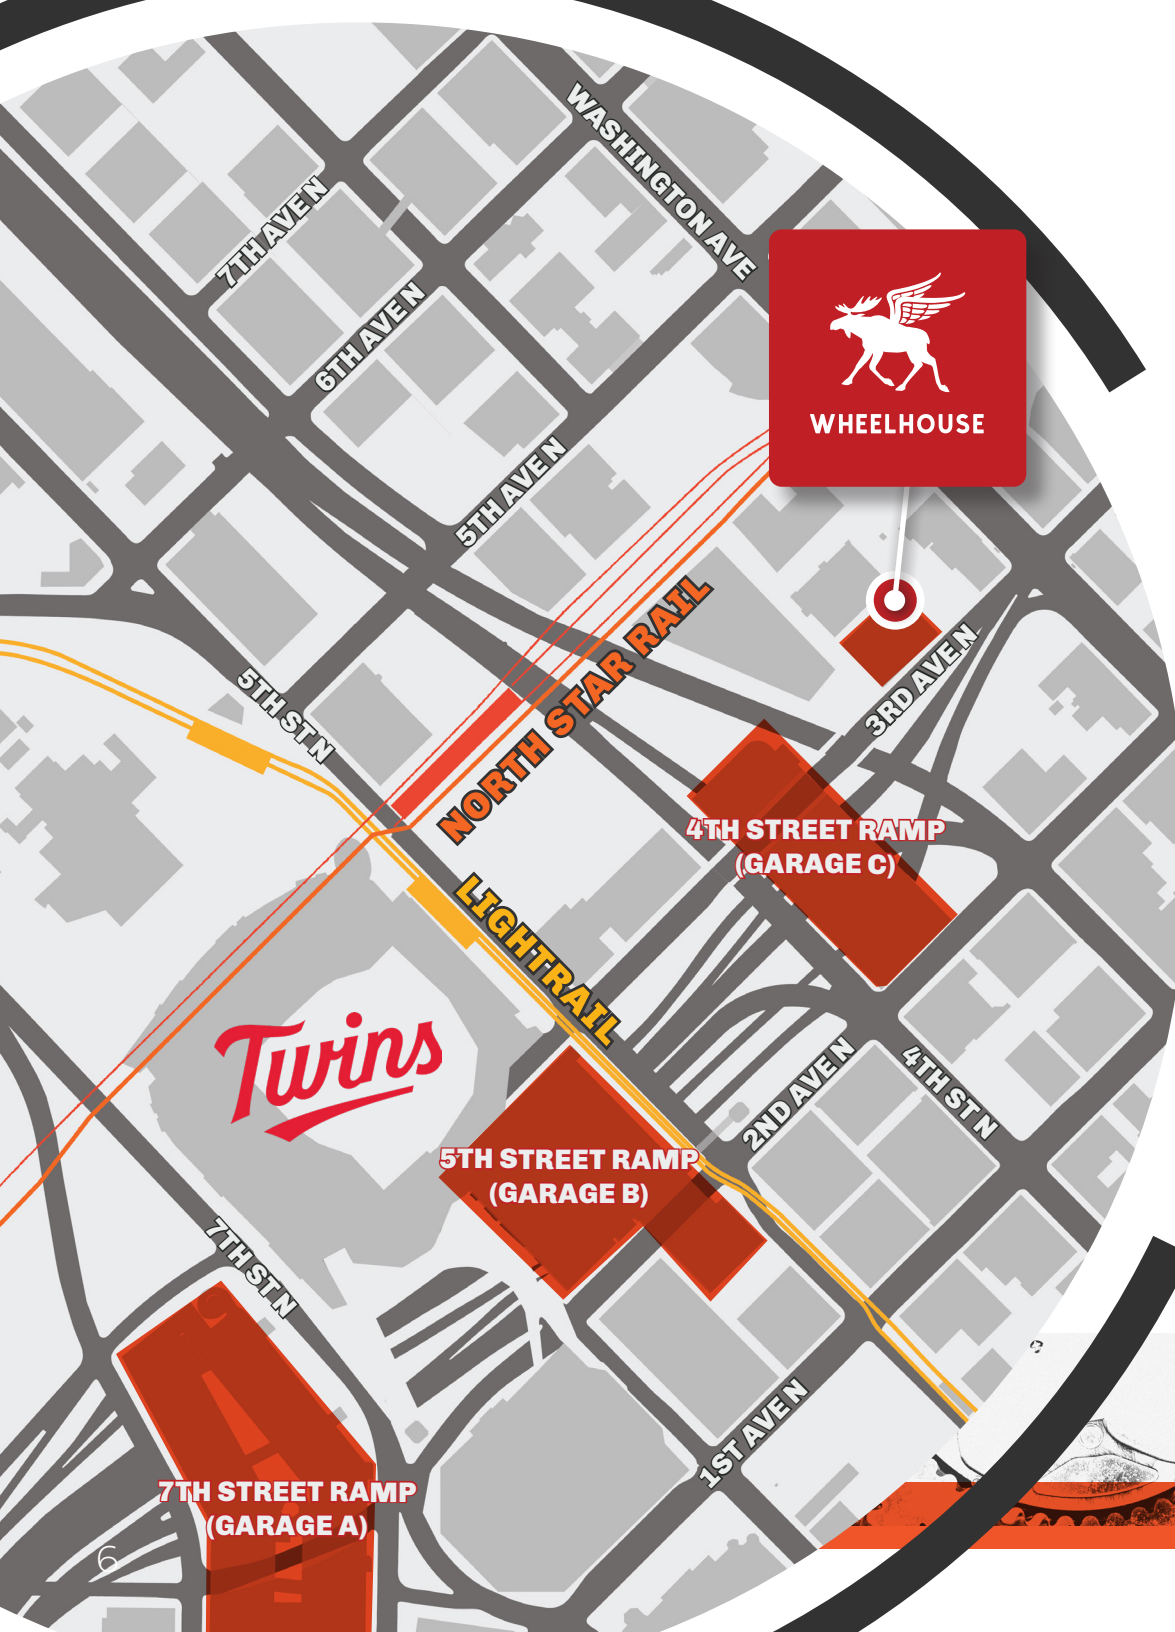 WASHINGTON AVE
7TH AVE N
6TH AVE N
WHEELHOUSE
5TH AVE N
NORTH STAR RAIL
3RD AVE N
5TH ST N
4TH STREET RAMP
(GARAGE C)
LIGHTRAIL
Twins
2ND AVE N
4TH ST N
5TH STREET RAMP
(GARAGE B)
7TH ST N
1ST AVE N
7TH STREET RAMP
(GARAGE A)
6